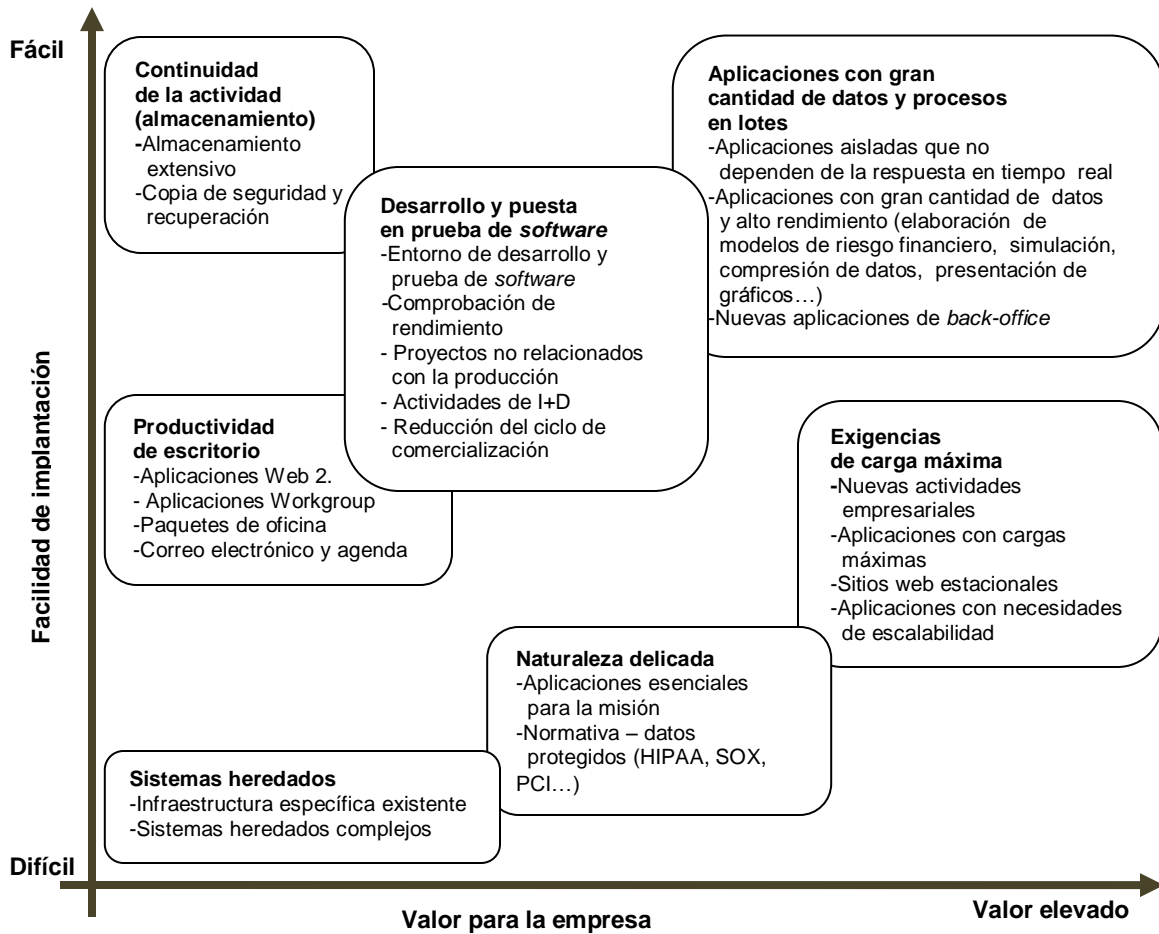 Fácil
Continuidad
de la actividad
(almacenamiento)
-Almacenamiento
extensivo
-Copia de seguridad y
recuperación
Aplicaciones con gran
cantidad de datos y procesos
en lotes
-Aplicaciones aisladas que no
dependen de la respuesta en tiempo real
-Aplicaciones con gran cantidad de datos
y alto rendimiento (elaboración de
modelos de riesgo financiero, simulación,
compresión de datos, presentación de
gráficos…)
-Nuevas aplicaciones de back-office
Desarrollo y puesta
en prueba de software
-Entorno de desarrollo y
prueba de software
-Comprobación de
rendimiento
- Proyectos no relacionados
con la producción
- Actividades de I+D
- Reducción del ciclo de
comercialización
Facilidad de implantación
Productividad
de escritorio
-Aplicaciones Web 2.
- Aplicaciones Workgroup
-Paquetes de oficina
-Correo electrónico y agenda
Exigencias
de carga máxima
-Nuevas actividades
empresariales
-Aplicaciones con cargas
máximas
-Sitios web estacionales
-Aplicaciones con necesidades
de escalabilidad
Naturaleza delicada
-Aplicaciones esenciales
para la misión
-Normativa – datos
protegidos (HIPAA, SOX,
PCI…)
Sistemas heredados
-Infraestructura específica existente
-Sistemas heredados complejos
Difícil
Valor para la empresa
Valor elevado